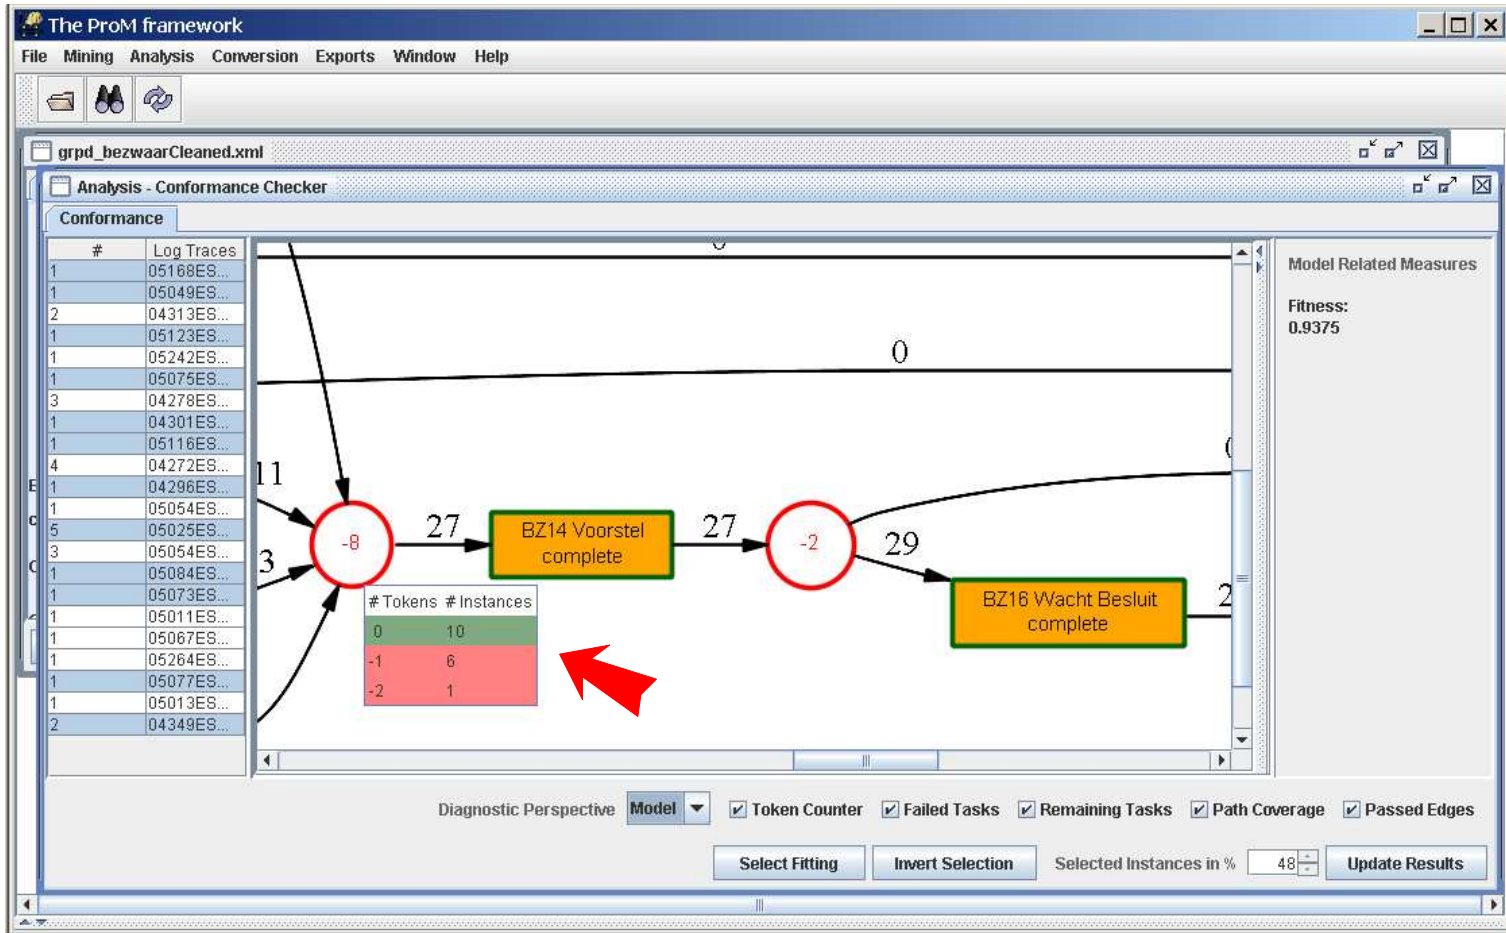 The ProM framework
File Mining Analysis Conversion Exports Window Help
grpd_bezwaarCleaned.xml
Analysis - Conformance Checker
Conformance
# Log Traces
1 05168ES...
1 05049ES...
2 04313ES...
1 05123ES...
1 05242ES...
1 05075ES...
3 04278ES...
1 04301ES...
1 05116ES...
4 04272ES...
1 04296ES...
1 05054ES...
5 05025ES...
3 05054ES...
1 05084ES...
1 05073ES...
1 05011ES...
1 05067ES...
1 05264ES...
1 05077ES...
1 05013ES...
2 04349ES...
0
11
3
-8
27
BZ14 Voorstel
complete
27
-2
29
BZ16 Wacht Besluit
complete
2
# Tokens # Instances
0 10
-1 6
-2 1
Model Related Measures
Fitness:
0.9375
Diagnostic Perspective Model Token Counter Failed Tasks Remaining Tasks Path Coverage Passed Edges
Select Fitting Invert Selection Selected Instances in % 48 Update Results